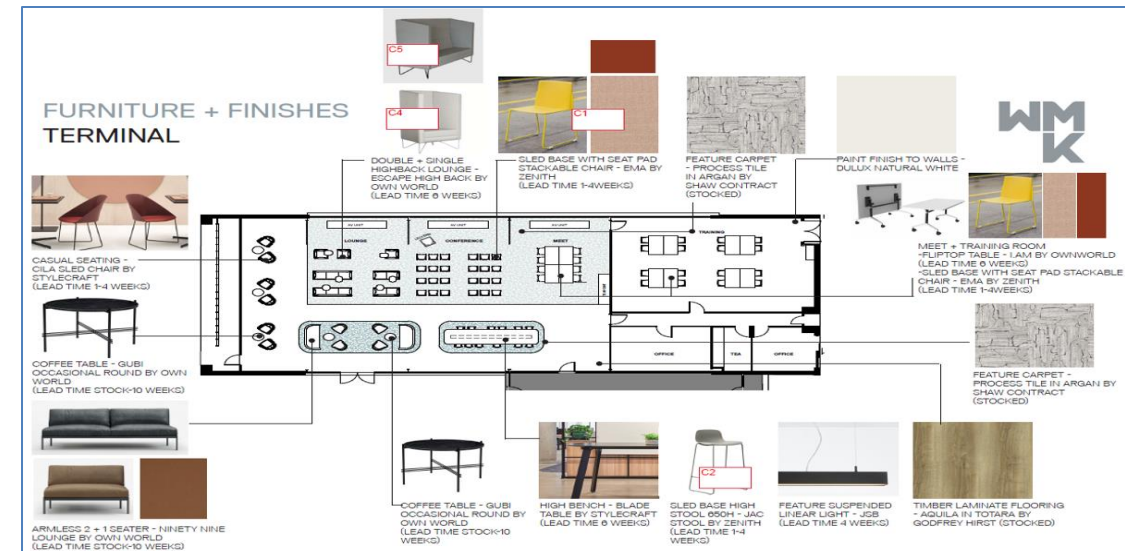 C5
C4
C1
FURNITURE + FINISHES
TERMINAL
WMK
DOUBLE + SINGLE
HIGHBACK LOUNGE -
ESCAPE HIGH BACK BY
OWN WORLD
(LEAD TIME 6 WEEKS)
SLED BASE WITH SEAT PAD
STACKABLE CHAIR - EMA BY
ZENITH
(LEAD TIME 1-4WEEKS)
FEATURE CARPET
- PROCESS TILE
IN ARGAN BY
SHAW CONTRACT
(STOCKED)
PAINT FINISH TO WALLS -
DULUX NATURAL WHITE
CASUAL SEATING -
CILA SLED CHAIR BY
STYLECRAFT
(LEAD TIME 1-4 WEEKS)
MEET + TRAINING ROOM
-FLIPTOP TABLE - I.AM BY OWNWORLD
(LEAD TIME 6 WEEKS)
-SLED BASE WITH SEAT PAD STACKABLE
CHAIR - EMA BY ZENITH
(LEAD TIME 1-4WEEKS)
AV UNIT
AV UNIT
AV UNIT
LOUNGE
CONFERENCE
MEET
TRAINING
OFFICE
TEA
OFFICE
COFFEE TABLE - GUBI
OCCASIONAL ROUND BY OWN
WORLD
(LEAD TIME STOCK-10 WEEKS)
FEATURE CARPET -
PROCESS TILE IN ARGAN BY
SHAW CONTRACT
(STOCKED)
C2
ARMLESS 2 + 1 SEATER - NINETY NINE
LOUNGE BY OWN WORLD
(LEAD TIME STOCK-10 WEEKS)
COFFEE TABLE - GUBI
OCCASIONAL ROUND BY
OWN WORLD
(LEAD TIME STOCK-10
WEEKS)
HIGH BENCH - BLADE
TABLE BY STYLECRAFT
(LEAD TIME 6 WEEKS)
SLED BASE HIGH
STOOL 650H - JAC
STOOL BY ZENITH
(LEAD TIME 1-4
WEEKS)
FEATURE SUSPENDED
LINEAR LIGHT - JSB
(LEAD TIME 4 WEEKS)
TIMBER LAMINATE FLOORING
- AQUILA IN TOTARA BY
GODFREY HIRST (STOCKED)